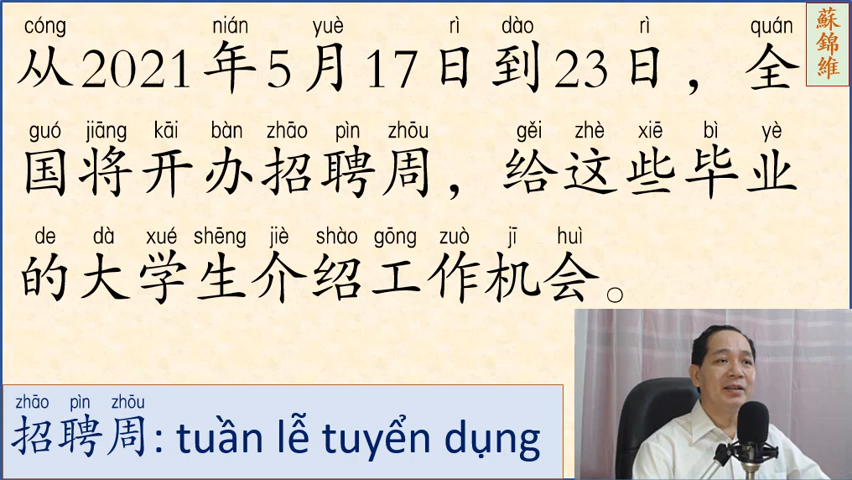 cóng nián yuè rì dào rì quán
从2021年5月17日到23日，全
guó jiāng kāi bàn zhāo pìn zhōu gěi zhè xiē bì yè
国将开办招聘周，给这些毕业
de dà xué shēng jiè shào gōng zuò jī huì
的大学生介绍工作机会。
zhāo pìn zhōu
招聘周: tuần lễ tuyển dụng
蘇錦維